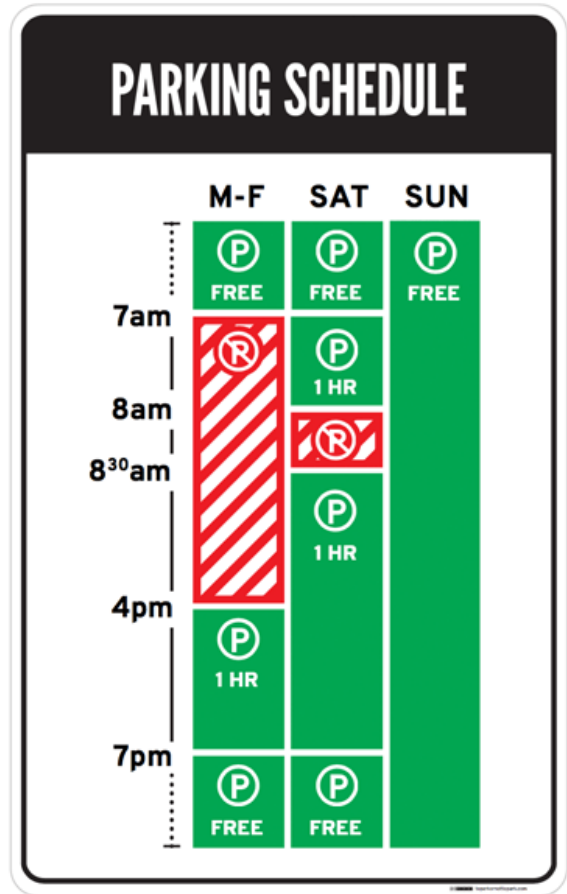 PARKING SCHEDULE
M-F SAT SUN
P P P
FREE FREE FREE
7am
P P
1 HR
8am
P
8³⁰am
P
1 HR
4pm
P
1 HR
7pm
P P
FREE FREE